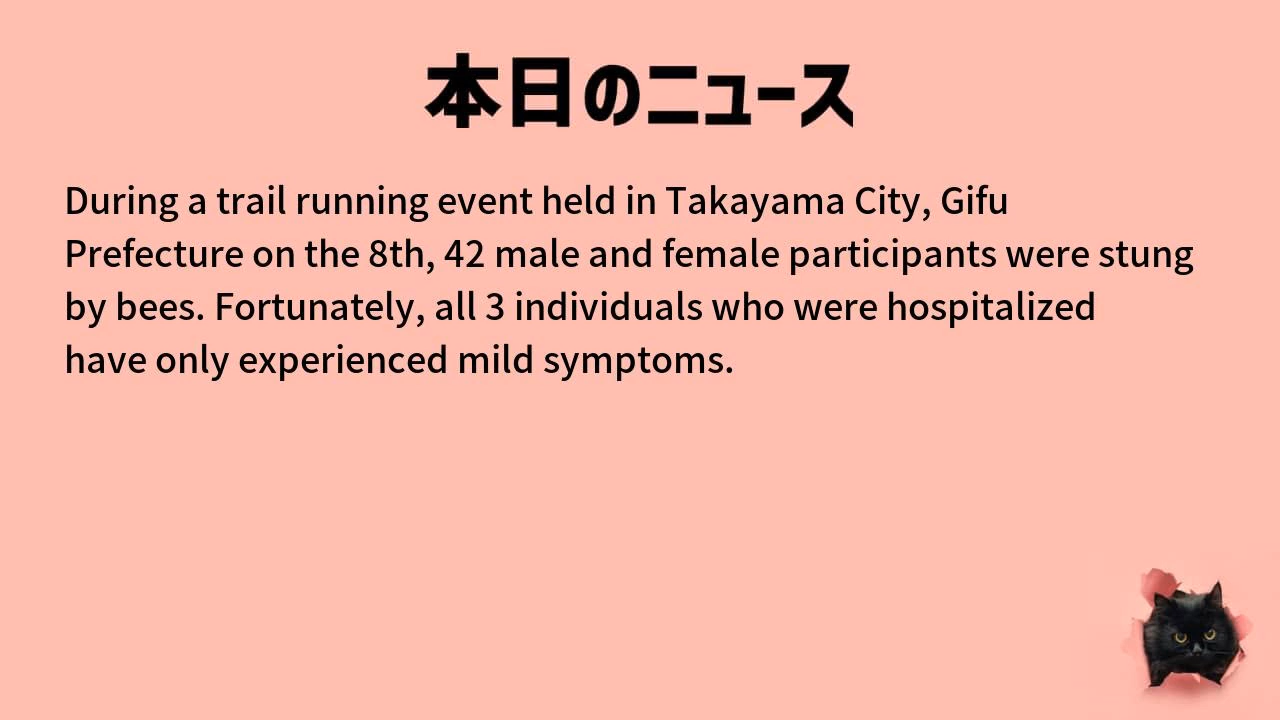 本日のニュース
During a trail running event held in Takayama City, Gifu
Prefecture on the 8th, 42 male and female participants were stung
by bees. Fortunately, all 3 individuals who were hospitalized
have only experienced mild symptoms.